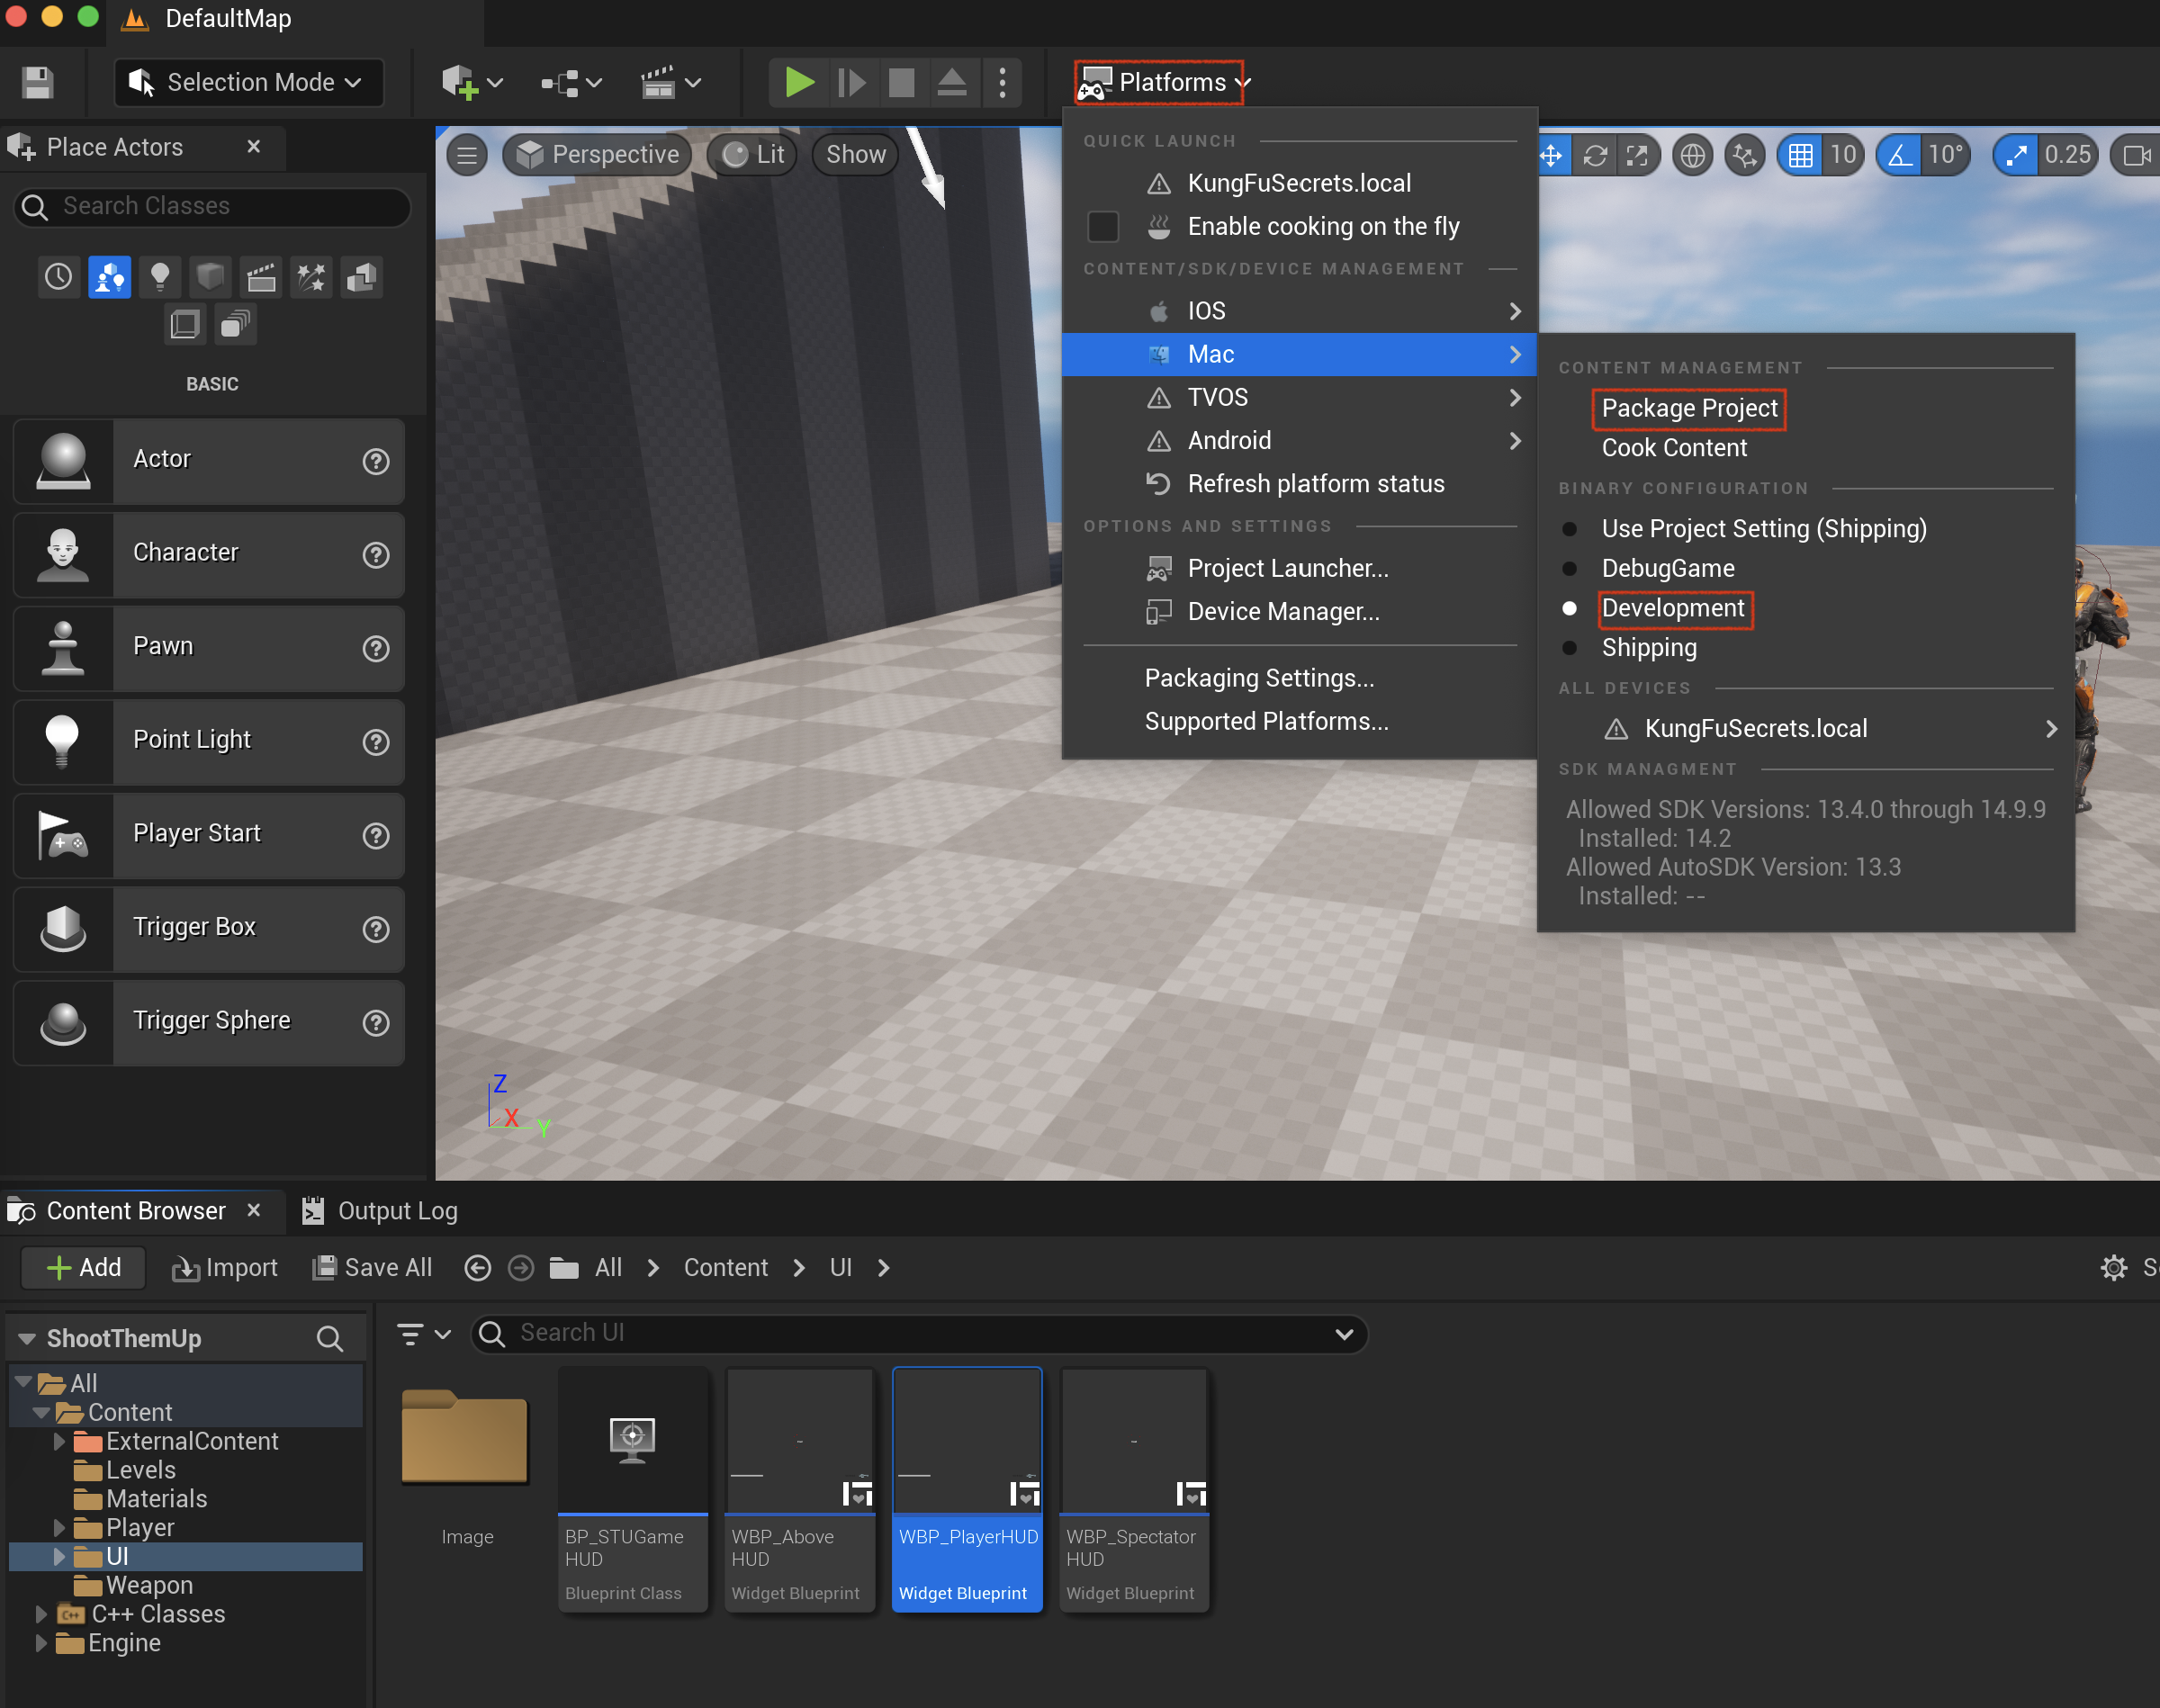 DefaultMap
Selection Mode
Platforms
Place Actors
Search Classes
BASIC
Actor
Character
Pawn
Point Light
Player Start
Trigger Box
Trigger Sphere
Perspective
Lit
Show
10
10°
0.25
QUICK LAUNCH
KungFuSecrets.local
Enable cooking on the fly
CONTENT/SDK/DEVICE MANAGEMENT
IOS
Mac
TVOS
Android
Refresh platform status
OPTIONS AND SETTINGS
Project Launcher...
Device Manager...
Packaging Settings...
Supported Platforms...
CONTENT MANAGEMENT
Package Project
Cook Content
BINARY CONFIGURATION
Use Project Setting (Shipping)
DebugGame
Development
Shipping
ALL DEVICES
KungFuSecrets.local
SDK MANAGMENT
Allowed SDK Versions: 13.4.0 through 14.9.9
Installed: 14.2
Allowed AutoSDK Version: 13.3
Installed: --
Z
X
Y
Content Browser
Output Log
Add
Import
Save All
All
Content
UI
ShootThemUp
All
Content
ExternalContent
Levels
Materials
Player
UI
Weapon
C++ Classes
Engine
Search UI
Image
BP_STUGame
HUD
Blueprint Class
WBP_Above
HUD
Widget Blueprint
WBP_PlayerHUD
Widget Blueprint
WBP_Spectator
HUD
Widget Blueprint